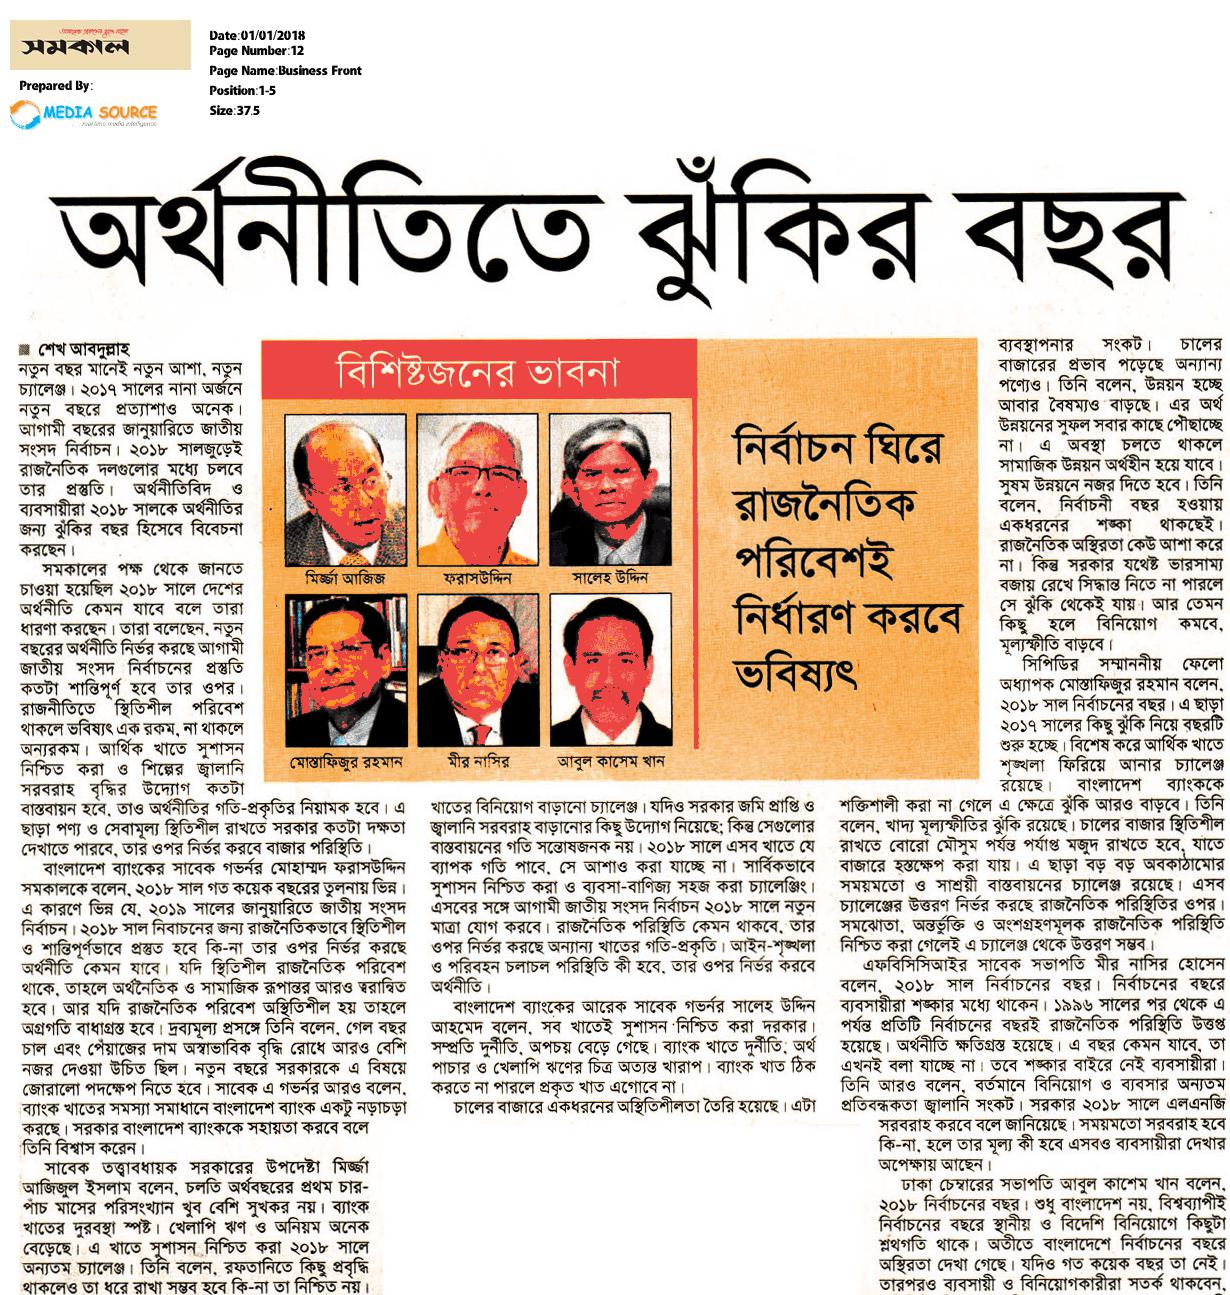 আমাদের প্রত্যেকের
সমকাল
Prepared By:
MEDIA SOURCE
real time media intelligence
Date:01/01/2018
Page Number:12
Page Name:Business Front
Position:1-5
Size:37.5
অর্থনীতিতে ঝুঁকির বছর
শেখ আবদুল্লাহ
নতুন বছর মানেই নতুন আশা, নতুন
চ্যালেঞ্জ। ২০১৭ সালের নানা অর্জনে
নতুন বছরে প্রত্যাশাও অনেক।
আগামী বছরের জানুয়ারিতে জাতীয়
সংসদ নির্বাচন। ২০১৮ সালজুড়েই
রাজনৈতিক দলগুলোর মধ্যে চলবে
তার প্রস্তুতি। অর্থনীতিবিদ ও
ব্যবসায়ীরা ২০১৮ সালকে অর্থনীতির
জন্য ঝুঁকির বছর হিসেবে বিবেচনা
করছেন।
সমকালের পক্ষ থেকে জানতে
চাওয়া হয়েছিল ২০১৮ সালে দেশের
অর্থনীতি কেমন যাবে বলে তারা
ধারণা করছেন। তারা বলেছেন, নতুন
বছরের অর্থনীতি নির্ভর করছে আগামী
জাতীয় সংসদ নির্বাচনের প্রস্তুতি
কতটা শান্তিপূর্ণ হবে তার ওপর।
রাজনীতিতে স্থিতিশীল পরিবেশ
থাকলে ভবিষ্যৎ এক রকম, না থাকলে
অন্যরকম। আর্থিক খাতে সুশাসন
নিশ্চিত করা ও শিল্পের জ্বালানি
সরবরাহ বৃদ্ধির উদ্যোগ কতটা
বাস্তবায়ন হবে, তাও অর্থনীতির গতি-প্রকৃতির নিয়ামক হবে। এ
ছাড়া পণ্য ও সেবামূল্য স্থিতিশীল রাখতে সরকার কতটা দক্ষতা
দেখাতে পারবে, তার ওপর নির্ভর করবে বাজার পরিস্থিতি।
বাংলাদেশ ব্যাংকের সাবেক গভর্নর মোহাম্মদ ফরাসউদ্দিন
সমকালকে বলেন, ২০১৮ সাল গত কয়েক বছরের তুলনায় ভিন্ন।
এ কারণে ভিন্ন যে, ২০১৯ সালের জানুয়ারিতে জাতীয় সংসদ
নির্বাচন। ২০১৮ সাল নির্বাচনের জন্য রাজনৈতিকভাবে স্থিতিশীল
ও শান্তিপূর্ণভাবে প্রস্তুত হবে কি-না তার ওপর নির্ভর করছে
অর্থনীতি কেমন যাবে। যদি স্থিতিশীল রাজনৈতিক পরিবেশ
থাকে, তাহলে অর্থনৈতিক ও সামাজিক রূপান্তর আরও ত্বরান্বিত
হবে। আর যদি রাজনৈতিক পরিবেশ অস্থিতিশীল হয় তাহলে
অগ্রগতি বাধাগ্রস্ত হবে। দ্রব্যমূল্য প্রসঙ্গে তিনি বলেন, গেল বছর
চাল এবং পেঁয়াজের দাম অস্বাভাবিক বৃদ্ধি রোধে আরও বেশি
নজর দেওয়া উচিত ছিল। নতুন বছরে সরকারকে এ বিষয়ে
জোরালো পদক্ষেপ নিতে হবে। সাবেক এ গভর্নর আরও বলেন,
ব্যাংক খাতের সমস্যা সমাধানে বাংলাদেশ ব্যাংক একটু নড়াচড়া
করছে। সরকার বাংলাদেশ ব্যাংককে সহায়তা করবে বলে
তিনি বিশ্বাস করেন।
সাবেক তত্ত্বাবধায়ক সরকারের উপদেষ্টা মির্জ্জা
আজিজুল ইসলাম বলেন, চলতি অর্থবছরের প্রথম চার-
পাঁচ মাসের পরিসংখ্যান খুব বেশি সুখকর নয়। ব্যাংক
খাতের দুরবস্থা স্পষ্ট। খেলাপি ঋণ ও অনিয়ম অনেক
বেড়েছে। এ খাতে সুশাসন নিশ্চিত করা ২০১৮ সালে
অন্যতম চ্যালেঞ্জ। তিনি বলেন, রফতানিতে কিছু প্রবৃদ্ধি
থাকলেও তা ধরে রাখা সম্ভব হবে কি-না তা নিশ্চিত নয়।
বিশিষ্টজনের ভাবনা
মির্জ্জা আজিজ
ফরাসউদ্দিন
সালেহ উদ্দিন
মোস্তাফিজুর রহমান
মীর নাসির
আবুল কাসেম খান
নির্বাচন ঘিরে
রাজনৈতিক
পরিবেশই
নির্ধারণ করবে
ভবিষ্যৎ
খাতের বিনিয়োগ বাড়ানো চ্যালেঞ্জ। যদিও সরকার জমি প্রাপ্তি ও
জ্বালানি সরবরাহ বাড়ানোর কিছু উদ্যোগ নিয়েছে; কিন্তু সেগুলোর
বাস্তবায়নের গতি সন্তোষজনক নয়। ২০১৮ সালে এসব খাতে যে
ব্যাপক গতি পাবে, সে আশাও করা যাচ্ছে না। সার্বিকভাবে
সুশাসন নিশ্চিত করা ও ব্যবসা-বাণিজ্য সহজ করা চ্যালেঞ্জিং।
এসবের সঙ্গে আগামী জাতীয় সংসদ নির্বাচন ২০১৮ সালে নতুন
মাত্রা যোগ করবে। রাজনৈতিক পরিস্থিতি কেমন থাকবে, তার
ওপর নির্ভর করছে অন্যান্য খাতের গতি-প্রকৃতি। আইন-শৃঙ্খলা
ও পরিবহন চলাচল পরিস্থিতি কী হবে, তার ওপর নির্ভর করবে
অর্থনীতি।
বাংলাদেশ ব্যাংকের আরেক সাবেক গভর্নর সালেহ উদ্দিন
আহমেদ বলেন, সব খাতেই সুশাসন নিশ্চিত করা দরকার।
সম্প্রতি দুর্নীতি, অপচয় বেড়ে গেছে। ব্যাংক খাতে দুর্নীতি, অর্থ
পাচার ও খেলাপি ঋণের চিত্র অত্যন্ত খারাপ। ব্যাংক খাত ঠিক
করতে না পারলে প্রকৃত খাত এগোবে না।
চালের বাজারে একধরনের অস্থিতিশীলতা তৈরি হয়েছে। এটা
ব্যবস্থাপনার সংকট। চালের
বাজারের প্রভাব পড়েছে অন্যান্য
পণ্যেও। তিনি বলেন, উন্নয়ন হচ্ছে
আবার বৈষম্যও বাড়ছে। এর অর্থ
উন্নয়নের সুফল সবার কাছে পৌছাচ্ছে
না। এ অবস্থা চলতে থাকলে
সামাজিক উন্নয়ন অর্থহীন হয়ে যাবে।
সুষম উন্নয়নে নজর দিতে হবে। তিনি
বলেন, নির্বাচনী বছর হওয়ায়
একধরনের শঙ্কা থাকছেই।
রাজনৈতিক অস্থিরতা কেউ আশা করে
না। কিন্তু সরকার যথেষ্ট ভারসাম্য
বজায় রেখে সিদ্ধান্ত নিতে না পারলে
সে ঝুঁকি থেকেই যায়। আর তেমন
কিছু হলে বিনিয়োগ কমবে,
মূল্যস্ফীতি বাড়বে।
সিপিডির সম্মাননীয় ফেলো
অধ্যাপক মোস্তাফিজুর রহমান বলেন,
২০১৮ সাল নির্বাচনের বছর। এ ছাড়া
২০১৭ সালের কিছু ঝুঁকি নিয়ে বছরটি
শুরু হচ্ছে। বিশেষ করে আর্থিক খাতে
শৃঙ্খলা ফিরিয়ে আনার চ্যালেঞ্জ
রয়েছে। বাংলাদেশ ব্যাংককে
শক্তিশালী করা না গেলে এ ক্ষেত্রে ঝুঁকি আরও বাড়বে। তিনি
বলেন, খাদ্য মূল্যস্ফীতির ঝুঁকি রয়েছে। চালের বাজার স্থিতিশীল
রাখতে বোরো মৌসুম পর্যন্ত পর্যাপ্ত মজুদ রাখতে হবে, যাতে
বাজারে হস্তক্ষেপ করা যায়। এ ছাড়া বড় বড় অবকাঠামোর
সময়মতো ও সাশ্রয়ী বাস্তবায়নের চ্যালেঞ্জ রয়েছে। এসব
চ্যালেঞ্জের উত্তরণ নির্ভর করছে রাজনৈতিক পরিস্থিতির ওপর।
সমঝোতা, অন্তর্ভুক্তি ও অংশগ্রহণমূলক রাজনৈতিক পরিস্থিতি
নিশ্চিত করা গেলেই এ চ্যালেঞ্জ থেকে উত্তরণ সম্ভব।
এফবিসিসিআইর সাবেক সভাপতি মীর নাসির হোসেন
বলেন, ২০১৮ সাল নির্বাচনের বছর। নির্বাচনের বছরে
ব্যবসায়ীরা শঙ্কার মধ্যে থাকেন। ১৯৯৬ সালের পর থেকে এ
পর্যন্ত প্রতিটি নির্বাচনের বছরই রাজনৈতিক পরিস্থিতি উত্তপ্ত
হয়েছে। অর্থনীতি ক্ষতিগ্রস্ত হয়েছে। এ বছর কেমন যাবে, তা
এখনই বলা যাচ্ছে না। তবে শঙ্কার বাইরে নেই ব্যবসায়ীরা।
তিনি আরও বলেন, বর্তমানে বিনিয়োগ ও ব্যবসার অন্যতম
প্রতিবন্ধকতা জ্বালানি সংকট। সরকার ২০১৮ সালে এলএনজি
সরবরাহ করবে বলে জানিয়েছে। সময়মতো সরবরাহ হবে
কি-না, হলে তার মূল্য কী হবে এসবও ব্যবসায়ীরা দেখার
অপেক্ষায় আছেন।
ঢাকা চেম্বারের সভাপতি আবুল কাশেম খান বলেন,
২০১৮ নির্বাচনের বছর। শুধু বাংলাদেশ নয়, বিশ্বব্যাপীই
নির্বাচনের বছরে স্থানীয় ও বিদেশি বিনিয়োগে কিছুটা
শ্লথগতি থাকে। অতীতে বাংলাদেশে নির্বাচনের বছরে
অস্থিরতা দেখা গেছে। যদিও গত কয়েক বছর তা নেই।
তারপরও ব্যবসায়ী ও বিনিয়োগকারীরা সতর্ক থাকবেন,